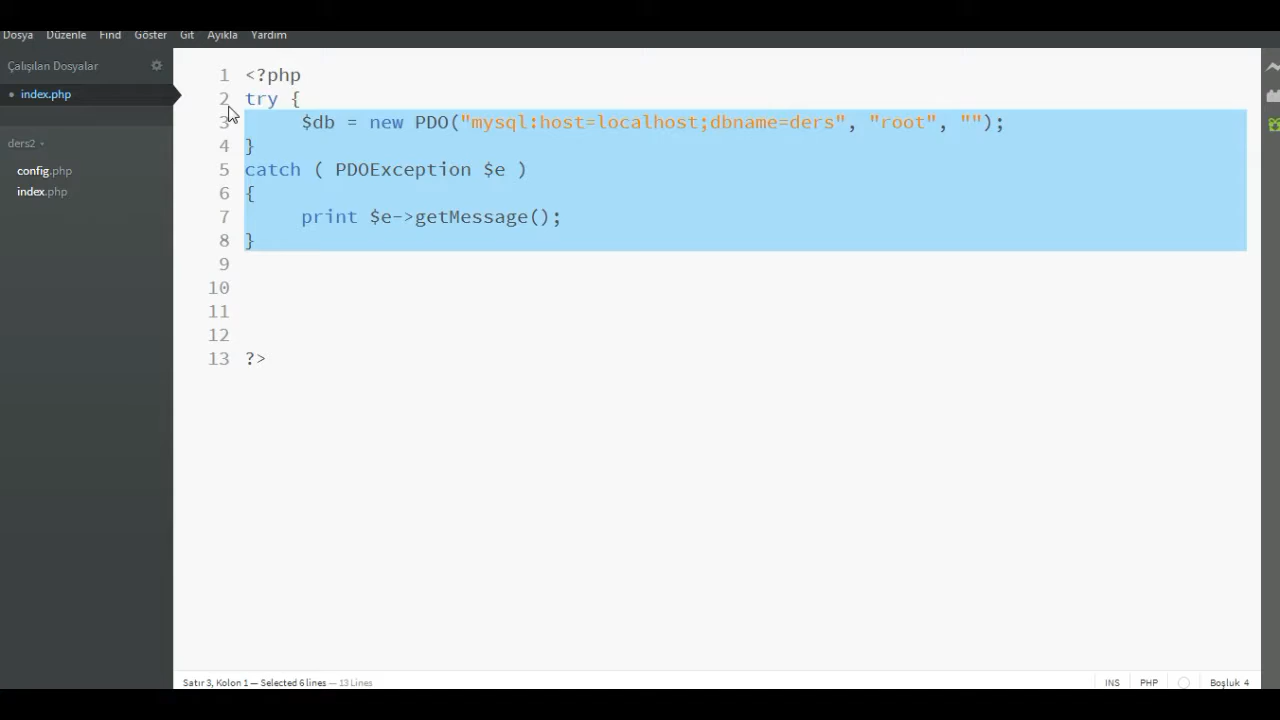 Dosya Düzenle Find Göster Git Ayıkla Yardım
Çalışılan Dosyalar
• index.php
ders2
config.php
index.php
1 <?php
2 try {
3 $db = new PDO("mysql:host=localhost;dbname=ders", "root", "");
4 }
5 catch ( PDOException $e )
6 {
7 print $e->getMessage();
8 }
9
10
11
12
13 ?>
Satır 3, Kolon 1 — Selected 6 lines — 13 Lines
INS PHP Boşluk 4